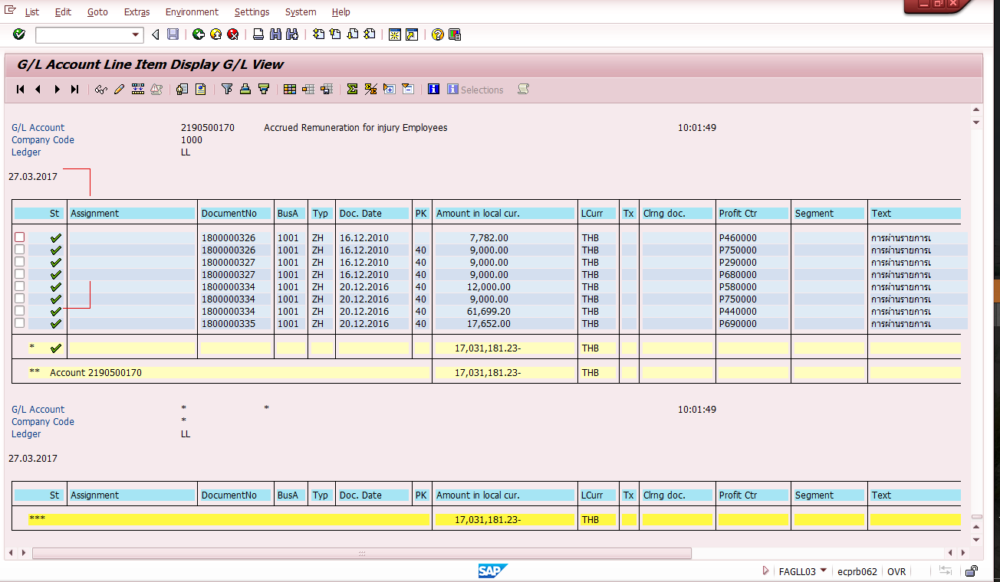 List Edit Goto Extras Environment Settings System Help
G/L Account Line Item Display G/L View
Selections
G/L Account 2190500170 Accrued Remuneration for injury Employees 10:01:49
Company Code 1000
Ledger LL
27.03.2017
St Assignment DocumentNo BusA Typ Doc. Date PK Amount in local cur. LCurr Tx Clrng doc. Profit Ctr Segment Text
1800000326 1001 ZH 16.12.2010 7,782.00 THB P460000 การผ่านรายการเ
1800000326 1001 ZH 16.12.2010 40 9,000.00 THB P750000 การผ่านรายการเ
1800000327 1001 ZH 16.12.2010 40 9,000.00 THB P290000 การผ่านรายการเ
1800000327 1001 ZH 16.12.2010 40 9,000.00 THB P680000 การผ่านรายการเ
1800000334 1001 ZH 20.12.2016 40 12,000.00 THB P580000 การผ่านรายการเ
1800000334 1001 ZH 20.12.2016 40 9,000.00 THB P750000 การผ่านรายการเ
1800000334 1001 ZH 20.12.2016 40 61,699.20 THB P440000 การผ่านรายการเ
1800000335 1001 ZH 20.12.2016 40 17,652.00 THB P690000 การผ่านรายการเ
* 17,031,181.23- THB
** Account 2190500170 17,031,181.23- THB
G/L Account * * 10:01:49
Company Code *
Ledger LL
27.03.2017
St Assignment DocumentNo BusA Typ Doc. Date PK Amount in local cur. LCurr Tx Clrng doc. Profit Ctr Segment Text
*** 17,031,181.23- THB
SAP FAGLL03 ecprb062 OVR